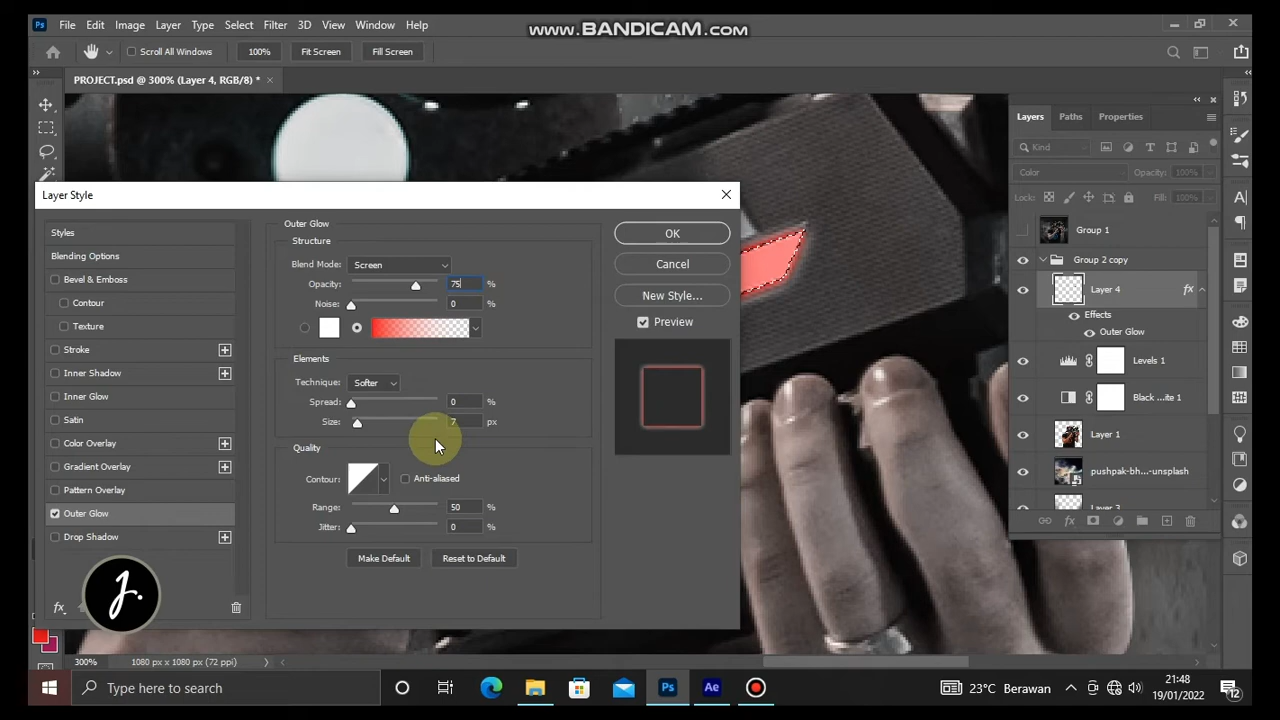 www.BANDICAM.com
Ps File Edit Image Layer Type Select Filter 3D View Window Help
Scroll All Windows 100% Fit Screen Fill Screen
PROJECT.psd @ 300% (Layer 4, RGB/8) * ×
Layers Paths Properties
Kind
Color Opacity: 100%
Lock: Fill: 100%
Group 1
Group 2 copy
Layer 4 fx
Effects
Outer Glow
Levels 1
Black ...ite 1
Layer 1
pushpak-bh...-unsplash
Layer 3
fx
Layer Style
Styles
Blending Options
Bevel & Emboss
Contour
Texture
Stroke
Inner Shadow
Inner Glow
Satin
Color Overlay
Gradient Overlay
Pattern Overlay
Outer Glow
Drop Shadow
fx
Outer Glow
Structure
Blend Mode: Screen
Opacity: 75 %
Noise: 0 %
Elements
Technique: Softer
Spread: 0 %
Size: 7 px
Quality
Contour: Anti-aliased
Range: 50 %
Jitter: 0 %
Make Default Reset to Default
OK
Cancel
New Style...
Preview
J.
300% 1080 px x 1080 px (72 ppi)
Type here to search
Ps Ae
23°C Berawan
21:48
19/01/2022
12